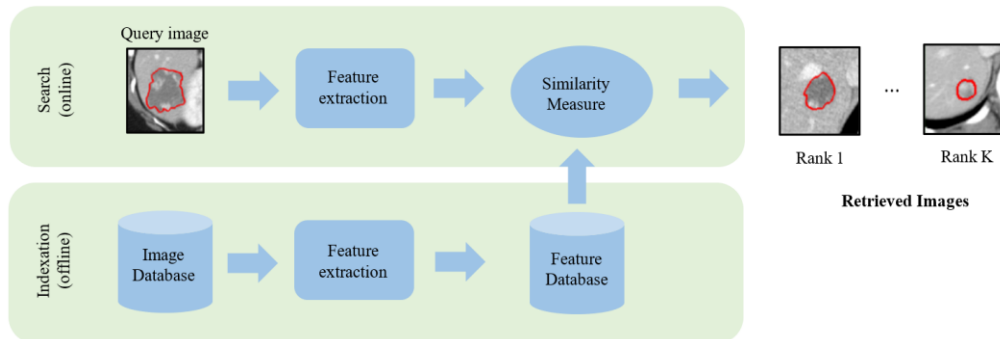 Search
(online)
Query image
Feature
extraction
Similarity
Measure
...
Rank 1
Rank K
Retrieved Images
Indexation
(offline)
Image
Database
Feature
extraction
Feature
Database